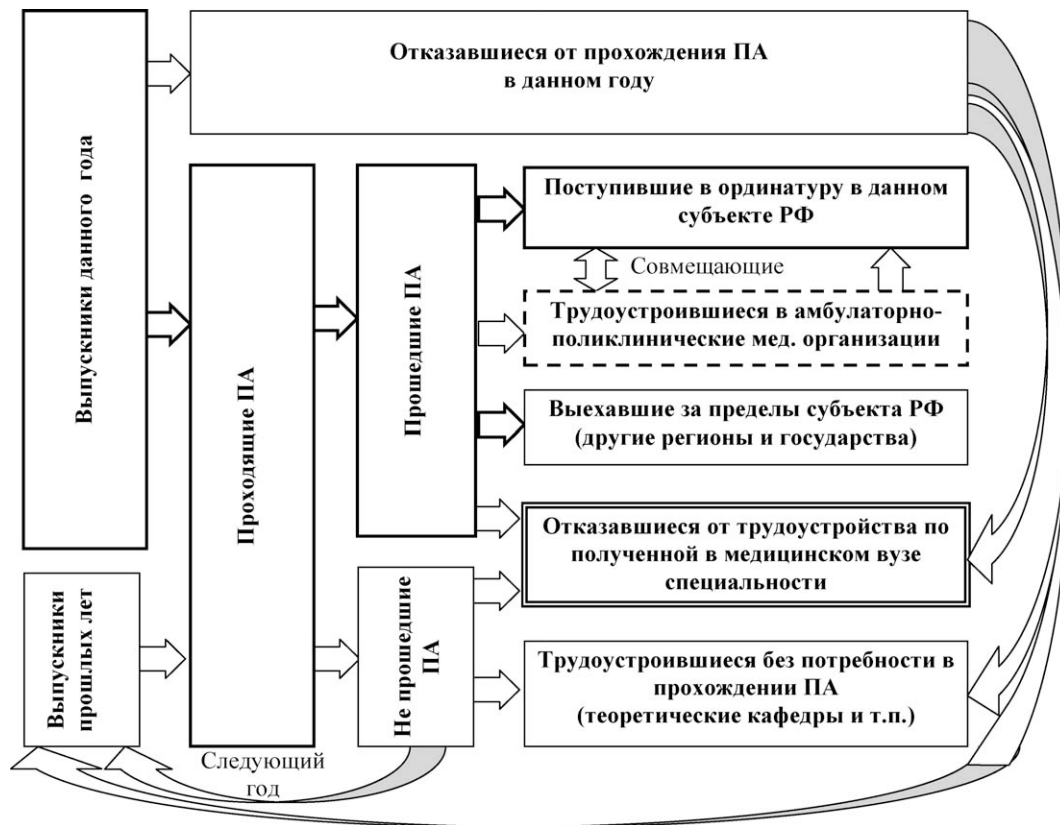 Отказавшиеся от прохождения ПА
в данном году
Выпускники данного года
Проходящие ПА
Прошедшие ПА
Поступившие в ординатуру в данном
субъекте РФ
Совмещающие
Трудоустроившиеся в амбулаторно-
поликлинические мед. организации
Выехавшие за пределы субъекта РФ
(другие регионы и государства)
Отказавшиеся от трудоустройства по
полученной в медицинском вузе
специальности
Выпускники
прошлых лет
Не прошедшие
ПА
Трудоустроившиеся без потребности в
прохождении ПА
(теоретические кафедры и т.п.)
Следующий
год